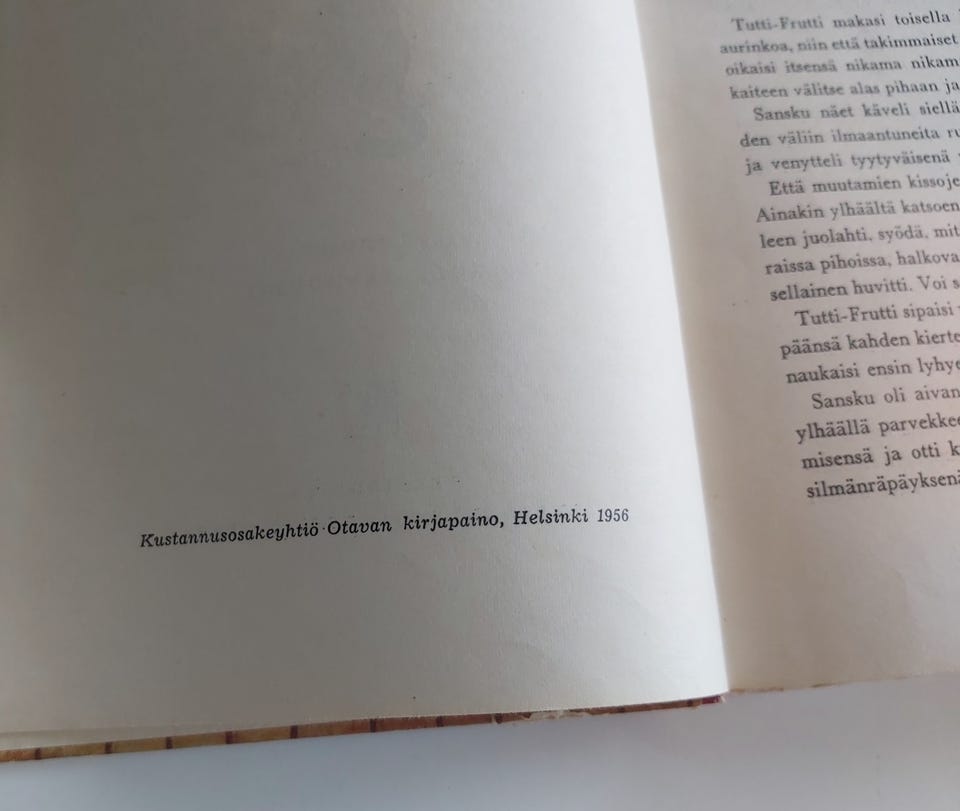 Kustannusosakeyhtiö Otavan kirjapaino, Helsinki 1956
Tutti-Frutti makasi toisella
aurinkoa, niin että takimmaiset
oikaisi itsensä nikama nikam
kaiteen välitse alas pihaan ja
Sansku näet käveli siellä
den väliin ilmaantuneita ru
ja venytteli tyytyväisenä
Että muutamien kissoje
Ainakin ylhäältä katsoen
leen juolahti, syödä, mit
raissa pihoissa, halkova
sellainen huvitti. Voi s
Tutti-Frutti sipaisi
päänsä kahden kierte
naukaisi ensin lyhye
Sansku oli aivan
ylhäällä parvekkee
misensä ja otti k
silmänräpäyksenä